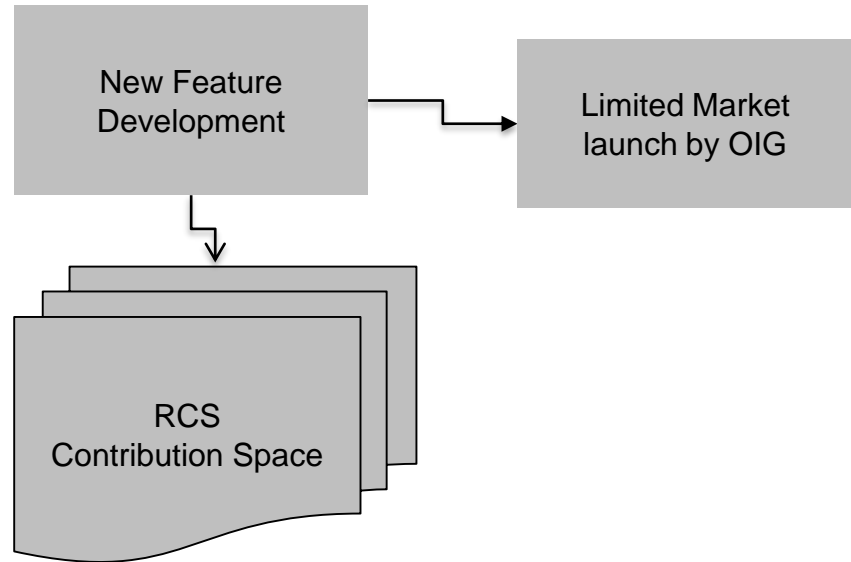 New Feature
Development
Limited Market
launch by OIG
RCS
Contribution Space